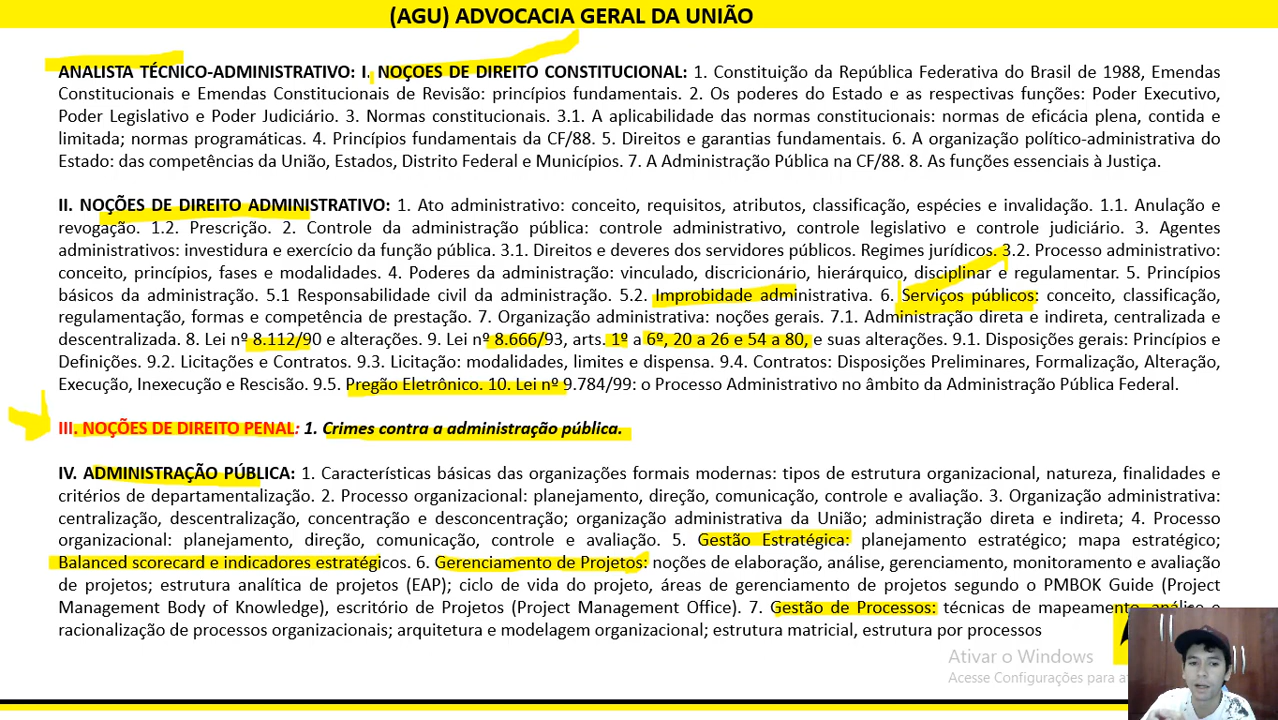 (AGU) ADVOCACIA GERAL DA UNIÃO
ANALISTA TÉCNICO-ADMINISTRATIVO: I. NOÇOES DE DIREITO CONSTITUCIONAL: 1. Constituição da República Federativa do Brasil de 1988, Emendas
Constitucionais e Emendas Constitucionais de Revisão: princípios fundamentais. 2. Os poderes do Estado e as respectivas funções: Poder Executivo,
Poder Legislativo e Poder Judiciário. 3. Normas constitucionais. 3.1. A aplicabilidade das normas constitucionais: normas de eficácia plena, contida e
limitada; normas programáticas. 4. Princípios fundamentais da CF/88. 5. Direitos e garantias fundamentais. 6. A organização político-administrativa do
Estado: das competências da União, Estados, Distrito Federal e Municípios. 7. A Administração Pública na CF/88. 8. As funções essenciais à Justiça.
II. NOÇÕES DE DIREITO ADMINISTRATIVO: 1. Ato administrativo: conceito, requisitos, atributos, classificação, espécies e invalidação. 1.1. Anulação e
revogação. 1.2. Prescrição. 2. Controle da administração pública: controle administrativo, controle legislativo e controle judiciário. 3. Agentes
administrativos: investidura e exercício da função pública. 3.1. Direitos e deveres dos servidores públicos. Regimes jurídicos. 3.2. Processo administrativo:
conceito, princípios, fases e modalidades. 4. Poderes da administração: vinculado, discricionário, hierárquico, disciplinar e regulamentar. 5. Princípios
básicos da administração. 5.1 Responsabilidade civil da administração. 5.2. Improbidade administrativa. 6. Serviços públicos: conceito, classificação,
regulamentação, formas e competência de prestação. 7. Organização administrativa: noções gerais. 7.1. Administração direta e indireta, centralizada e
descentralizada. 8. Lei nº 8.112/90 e alterações. 9. Lei nº 8.666/93, arts. 1º a 6º, 20 a 26 e 54 a 80, e suas alterações. 9.1. Disposições gerais: Princípios e
Definições. 9.2. Licitações e Contratos. 9.3. Licitação: modalidades, limites e dispensa. 9.4. Contratos: Disposições Preliminares, Formalização, Alteração,
Execução, Inexecução e Rescisão. 9.5. Pregão Eletrônico. 10. Lei nº 9.784/99: o Processo Administrativo no âmbito da Administração Pública Federal.
III. NOÇÕES DE DIREITO PENAL: 1. Crimes contra a administração pública.
IV. ADMINISTRAÇÃO PÚBLICA: 1. Características básicas das organizações formais modernas: tipos de estrutura organizacional, natureza, finalidades e
critérios de departamentalização. 2. Processo organizacional: planejamento, direção, comunicação, controle e avaliação. 3. Organização administrativa:
centralização, descentralização, concentração e desconcentração; organização administrativa da União; administração direta e indireta; 4. Processo
organizacional: planejamento, direção, comunicação, controle e avaliação. 5. Gestão Estratégica: planejamento estratégico; mapa estratégico;
Balanced scorecard e indicadores estratégicos. 6. Gerenciamento de Projetos: noções de elaboração, análise, gerenciamento, monitoramento e avaliação
de projetos; estrutura analítica de projetos (EAP); ciclo de vida do projeto, áreas de gerenciamento de projetos segundo o PMBOK Guide (Project
Management Body of Knowledge), escritório de Projetos (Project Management Office). 7. Gestão de Processos: técnicas de mapeamento, análise e
racionalização de processos organizacionais; arquitetura e modelagem organizacional; estrutura matricial, estrutura por processos
Ativar o Windows
Acesse Configurações para